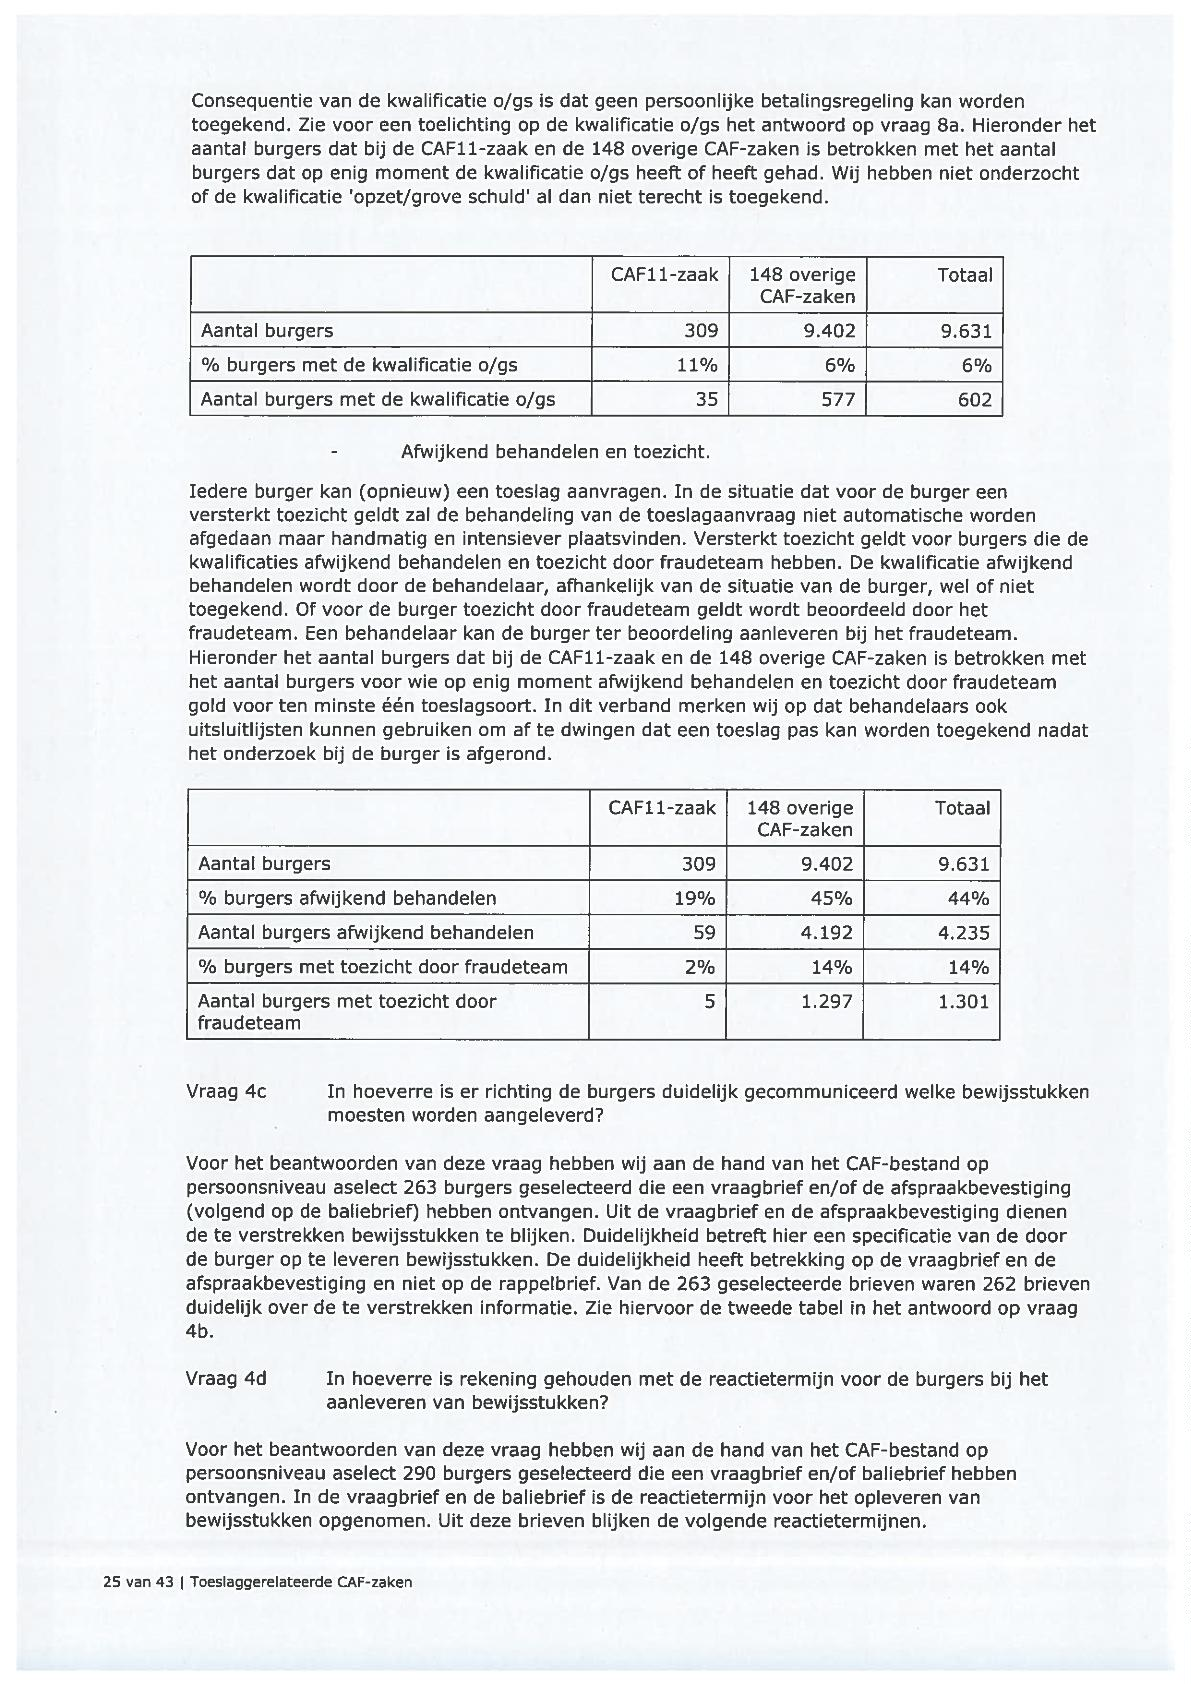 Consequentie van de kwalificatie o/gs is dat geen persoonlijke betalingsregeling kan worden
toegekend. Zie voor een toelichting op de kwalificatie o/gs het antwoord op vraag 8a. Hieronder het
aantal burgers dat bij de CAF11-zaak en de 148 overige CAF-zaken is betrokken met het aantal
burgers dat op enig moment de kwalificatie o/gs heeft of heeft gehad. Wij hebben niet onderzocht
of de kwalificatie 'opzet/grove schuld' al dan niet terecht is toegekend.
CAF11-zaak 148 overige Totaal
CAF-zaken
Aantal burgers 309 9.402 9.631
% burgers met de kwalificatie o/gs 11% 6% 6%
Aantal burgers met de kwalificatie o/gs 35 577 602
- Afwijkend behandelen en toezicht.
Iedere burger kan (opnieuw) een toeslag aanvragen. In de situatie dat voor de burger een
versterkt toezicht geldt zal de behandeling van de toeslagaanvraag niet automatische worden
afgedaan maar handmatig en intensiever plaatsvinden. Versterkt toezicht geldt voor burgers die de
kwalificaties afwijkend behandelen en toezicht door fraudeteam hebben. De kwalificatie afwijkend
behandelen wordt door de behandelaar, afhankelijk van de situatie van de burger, wel of niet
toegekend. Of voor de burger toezicht door fraudeteam geldt wordt beoordeeld door het
fraudeteam. Een behandelaar kan de burger ter beoordeling aanleveren bij het fraudeteam.
Hieronder het aantal burgers dat bij de CAF11-zaak en de 148 overige CAF-zaken is betrokken met
het aantal burgers voor wie op enig moment afwijkend behandelen en toezicht door fraudeteam
gold voor ten minste één toeslagsoort. In dit verband merken wij op dat behandelaars ook
uitsluitlijsten kunnen gebruiken om af te dwingen dat een toeslag pas kan worden toegekend nadat
het onderzoek bij de burger is afgerond.
CAF11-zaak 148 overige Totaal
CAF-zaken
Aantal burgers 309 9.402 9.631
% burgers afwijkend behandelen 19% 45% 44%
Aantal burgers afwijkend behandelen 59 4.192 4.235
% burgers met toezicht door fraudeteam 2% 14% 14%
Aantal burgers met toezicht door 5 1.297 1.301
fraudeteam
Vraag 4c In hoeverre is er richting de burgers duidelijk gecommuniceerd welke bewijsstukken
moesten worden aangeleverd?
Voor het beantwoorden van deze vraag hebben wij aan de hand van het CAF-bestand op
persoonsniveau aselect 263 burgers geselecteerd die een vraagbrief en/of de afspraakbevestiging
(volgend op de baliebrief) hebben ontvangen. Uit de vraagbrief en de afspraakbevestiging dienen
de te verstrekken bewijsstukken te blijken. Duidelijkheid betreft hier een specificatie van de door
de burger op te leveren bewijsstukken. De duidelijkheid heeft betrekking op de vraagbrief en de
afspraakbevestiging en niet op de rappelbrief. Van de 263 geselecteerde brieven waren 262 brieven
duidelijk over de te verstrekken informatie. Zie hiervoor de tweede tabel in het antwoord op vraag
4b.
Vraag 4d In hoeverre is rekening gehouden met de reactietermijn voor de burgers bij het
aanleveren van bewijsstukken?
Voor het beantwoorden van deze vraag hebben wij aan de hand van het CAF-bestand op
persoonsniveau aselect 290 burgers geselecteerd die een vraagbrief en/of baliebrief hebben
ontvangen. In de vraagbrief en de baliebrief is de reactietermijn voor het opleveren van
bewijsstukken opgenomen. Uit deze brieven blijken de volgende reactietermijnen.
25 van 43 | Toeslaggerelateerde CAF-zaken